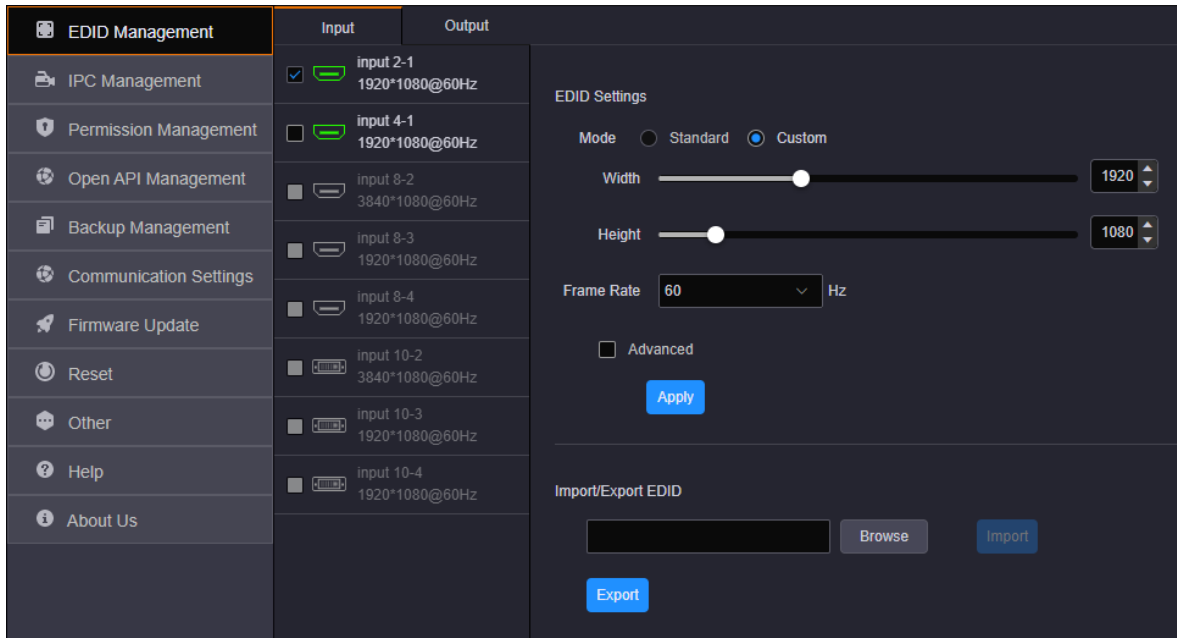 EDID Management
IPC Management
Permission Management
Open API Management
Backup Management
Communication Settings
Firmware Update
Reset
Other
Help
About Us
Input
Output
input 2-1
1920*1080@60Hz
input 4-1
1920*1080@60Hz
input 8-2
3840*1080@60Hz
input 8-3
1920*1080@60Hz
input 8-4
1920*1080@60Hz
input 10-2
3840*1080@60Hz
input 10-3
1920*1080@60Hz
input 10-4
1920*1080@60Hz
EDID Settings
Mode Standard Custom
Width 1920
Height 1080
Frame Rate 60 Hz
Advanced
Apply
Import/Export EDID
Browse Import
Export